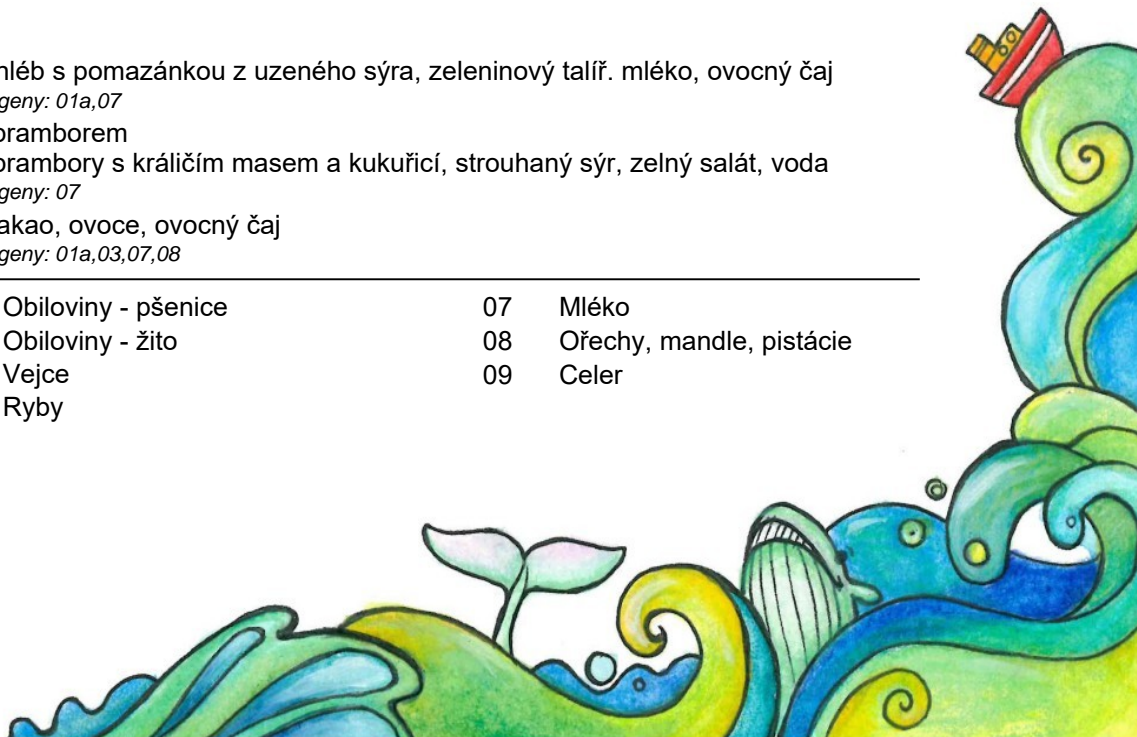 hléb s pomazánkou z uzeného sýra, zeleninový talíř. mléko, ovocný čaj
geny: 01a,07
bramborem
brambory s králičím masem a kukuřicí, strouhaný sýr, zelný salát, voda
geny: 07
akao, ovoce, ovocný čaj
geny: 01a,03,07,08
Obiloviny - pšenice 07 Mléko
Obiloviny - žito 08 Ořechy, mandle, pistácie
Vejce 09 Celer
Ryby